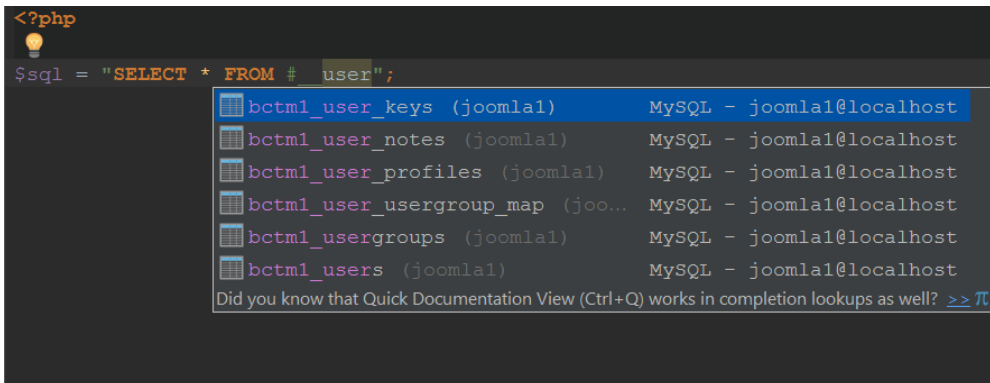 <?php
$sql = "SELECT * FROM #__user";
bctm1_user_keys (joomla1) MySQL - joomla1@localhost
bctm1_user_notes (joomla1) MySQL - joomla1@localhost
bctm1_user_profiles (joomla1) MySQL - joomla1@localhost
bctm1_user_usergroup_map (joo... MySQL - joomla1@localhost
bctm1_usergroups (joomla1) MySQL - joomla1@localhost
bctm1_users (joomla1) MySQL - joomla1@localhost
Did you know that Quick Documentation View (Ctrl+Q) works in completion lookups as well? >> π